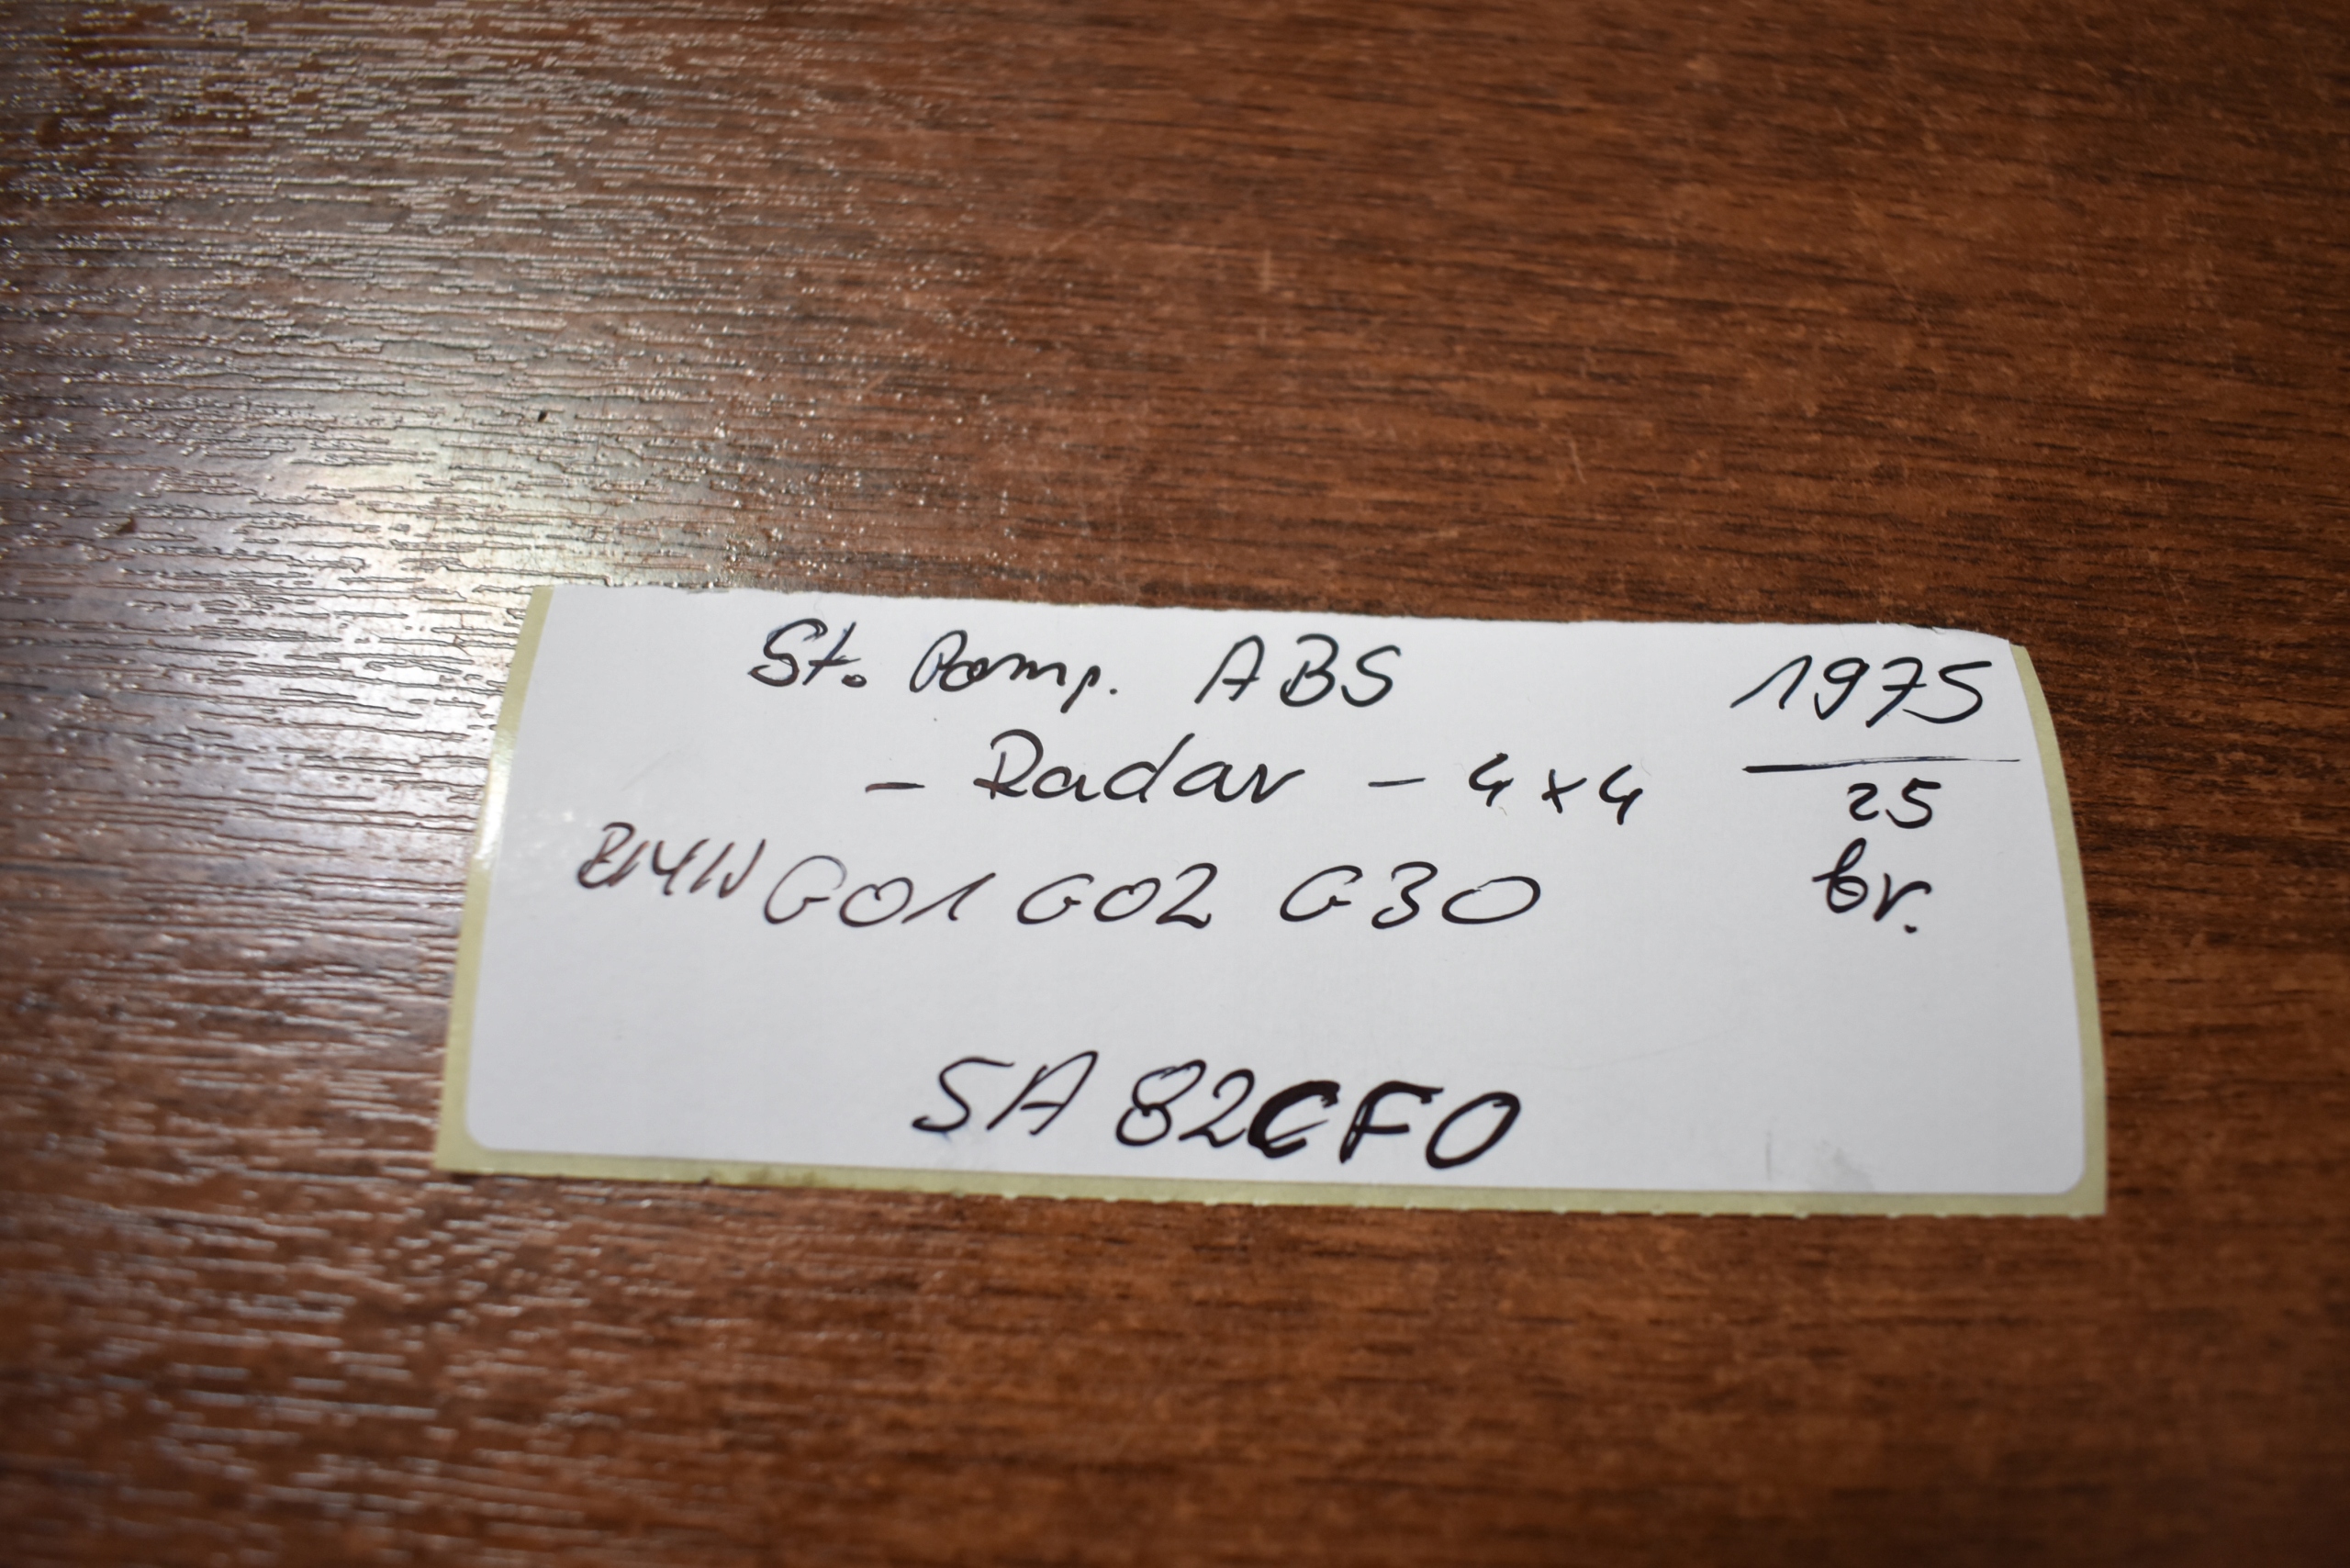 St. Pomp. ABS
- Radar - 4x4
BMW G01 G02 G30
1975
25
br.
SA 82CF0